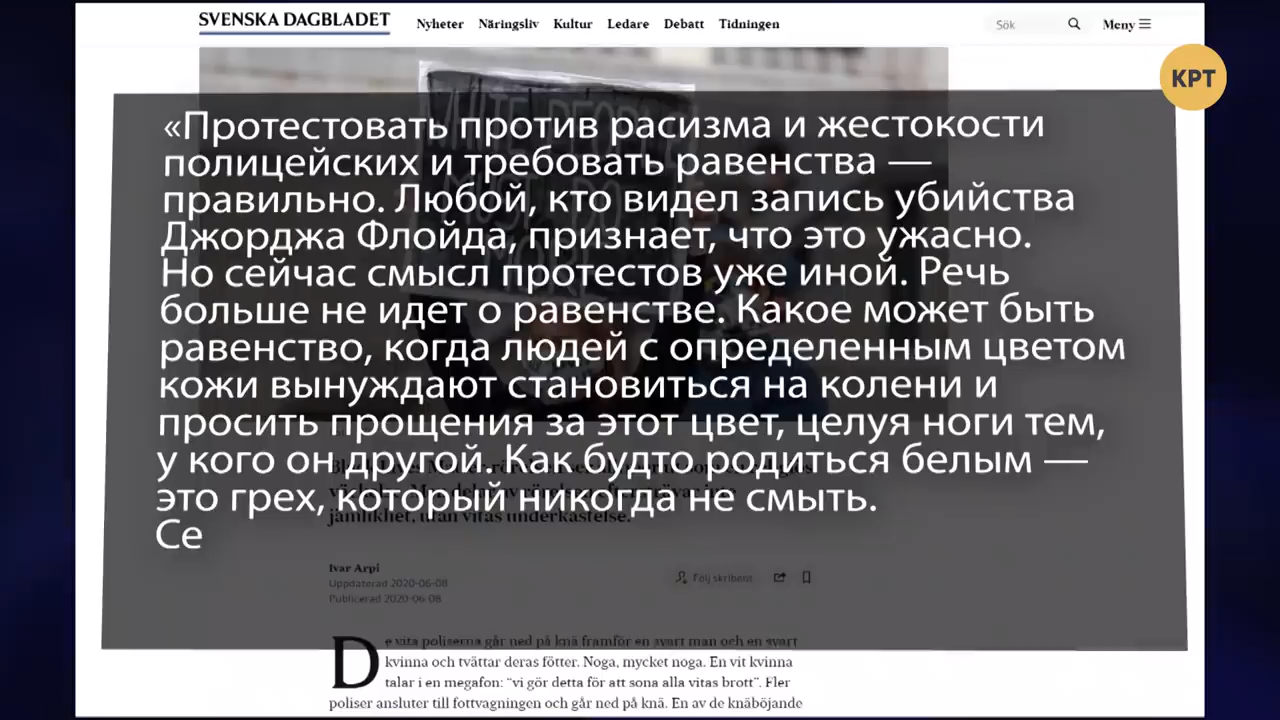 SVENSKA DAGBLADET
Nyheter Näringsliv Kultur Ledare Debatt Tidningen
Sök
Meny
КРТ
«Протестовать против расизма и жестокости
полицейских и требовать равенства —
правильно. Любой, кто видел запись убийства
Джорджа Флойда, признает, что это ужасно.
Но сейчас смысл протестов уже иной. Речь
больше не идет о равенстве. Какое может быть
равенство, когда людей с определенным цветом
кожи вынуждают становиться на колени и
просить прощения за этот цвет, целуя ноги тем,
у кого он другой. Как будто родиться белым —
это грех, который никогда не смыть.
Се
jämlikhet, utan vitas underkastelse.
Ivar Arpi
Uppdaterad 2020-06-08
Publicerad 2020-06-08
Följ skribent
De vita poliserna går ned på knä framför en svart man och en svart
kvinna och tvättar deras fötter. Noga, mycket noga. En vit kvinna
talar i en megafon: "vi gör detta för att sona alla vitas brott". Fler
poliser ansluter till fottvagningen och går ned på knä. En av de knäböjande